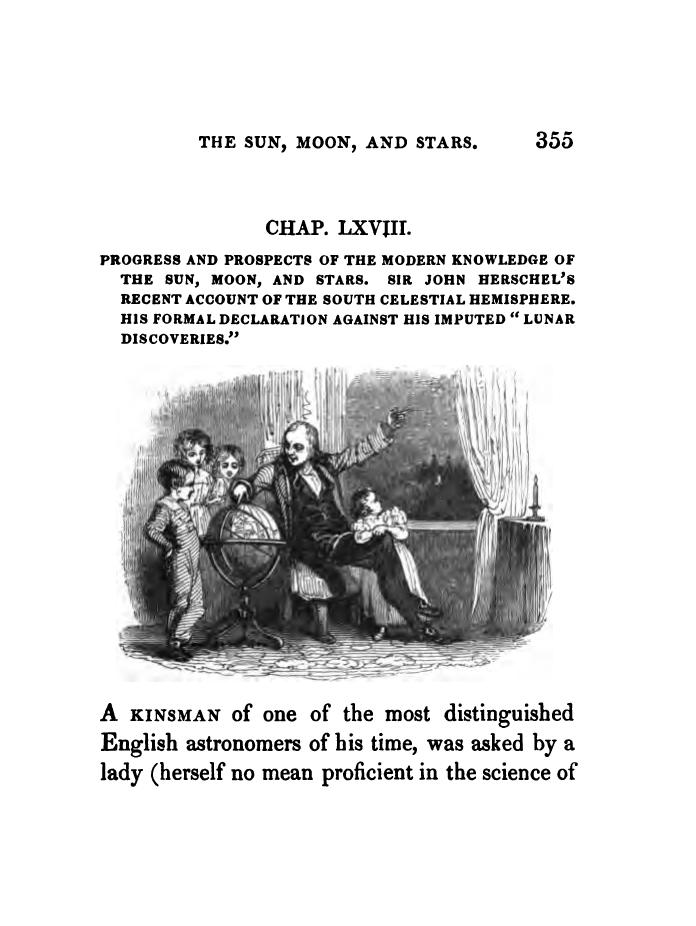 THE SUN, MOON, AND STARS. 355
CHAP. LXVIII.
PROGRESS AND PROSPECTS OF THE MODERN KNOWLEDGE OF
THE SUN, MOON, AND STARS. SIR JOHN HERSCHEL'S
RECENT ACCOUNT OF THE SOUTH CELESTIAL HEMISPHERE.
HIS FORMAL DECLARATION AGAINST HIS IMPUTED “ LUNAR
DISCOVERIES.”
A KINSMAN of one of the most distinguished
English astronomers of his time, was asked by a
lady (herself no mean proficient in the science of